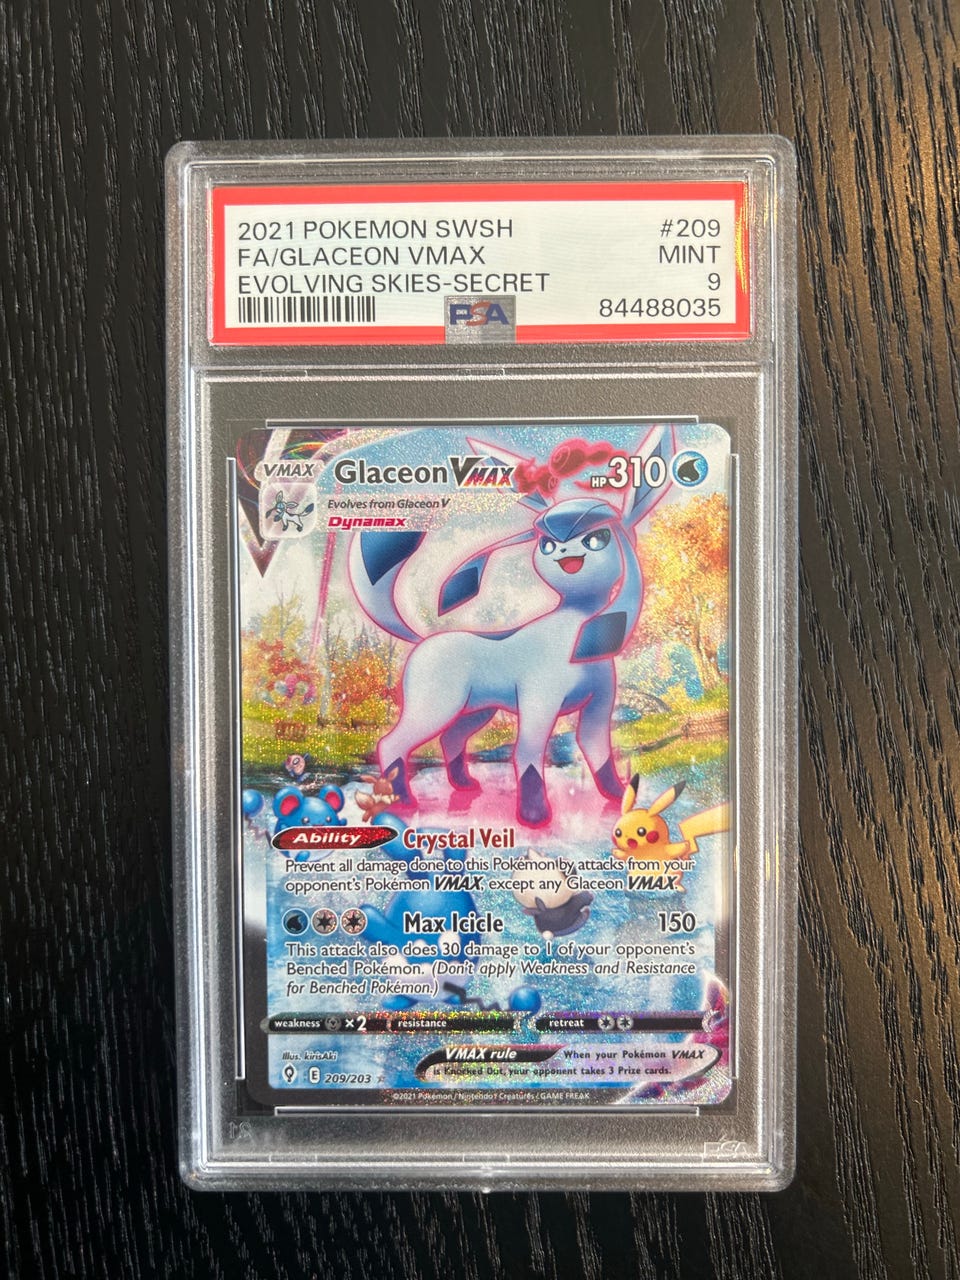 2021 POKEMON SWSH #209
FA/GLACEON VMAX MINT
EVOLVING SKIES-SECRET 9
84488035
PSA
VMAX Glaceon VMAX HP 310
Evolves from Glaceon V
Dynamax
Ability Crystal Veil
Prevent all damage done to this Pokémon by attacks from your
opponent's Pokémon VMAX, except any Glaceon VMAX.
Max Icicle 150
This attack also does 30 damage to 1 of your opponent's
Benched Pokémon. (Don't apply Weakness and Resistance
for Benched Pokémon.)
weakness ×2 resistance retreat
Illus. kirisAki
VMAX rule When your Pokémon VMAX
is Knocked Out, your opponent takes 3 Prize cards.
E 209/203
©2021 Pokémon / Nintendo / Creatures / GAME FREAK
PSA